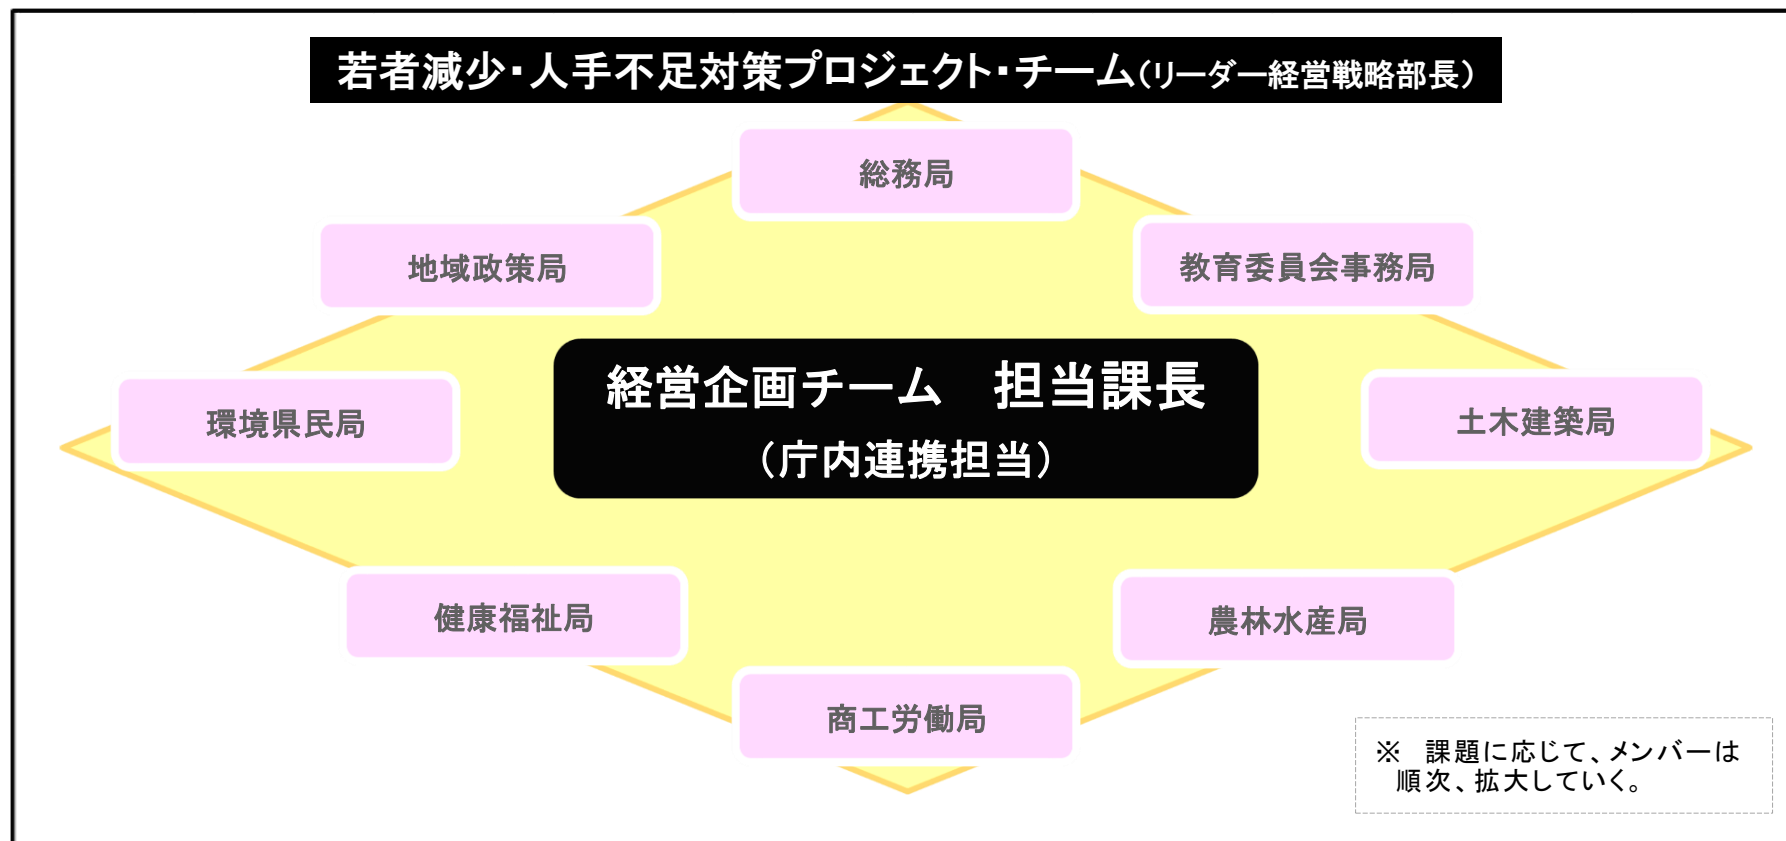 若者減少・人手不足対策プロジェクト・チーム（リーダー経営戦略部長）
総務局
地域政策局
教育委員会事務局
経営企画チーム　担当課長
（庁内連携担当）
環境県民局
土木建築局
健康福祉局
農林水産局
商工労働局
※　課題に応じて、メンバーは
順次、拡大していく。